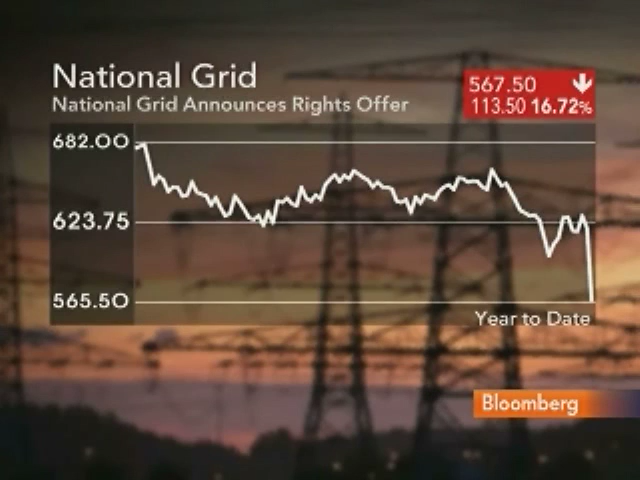 National Grid
National Grid Announces Rights Offer
567.50
113.50 16.72%
682.00
623.75
565.50
Year to Date
Bloomberg